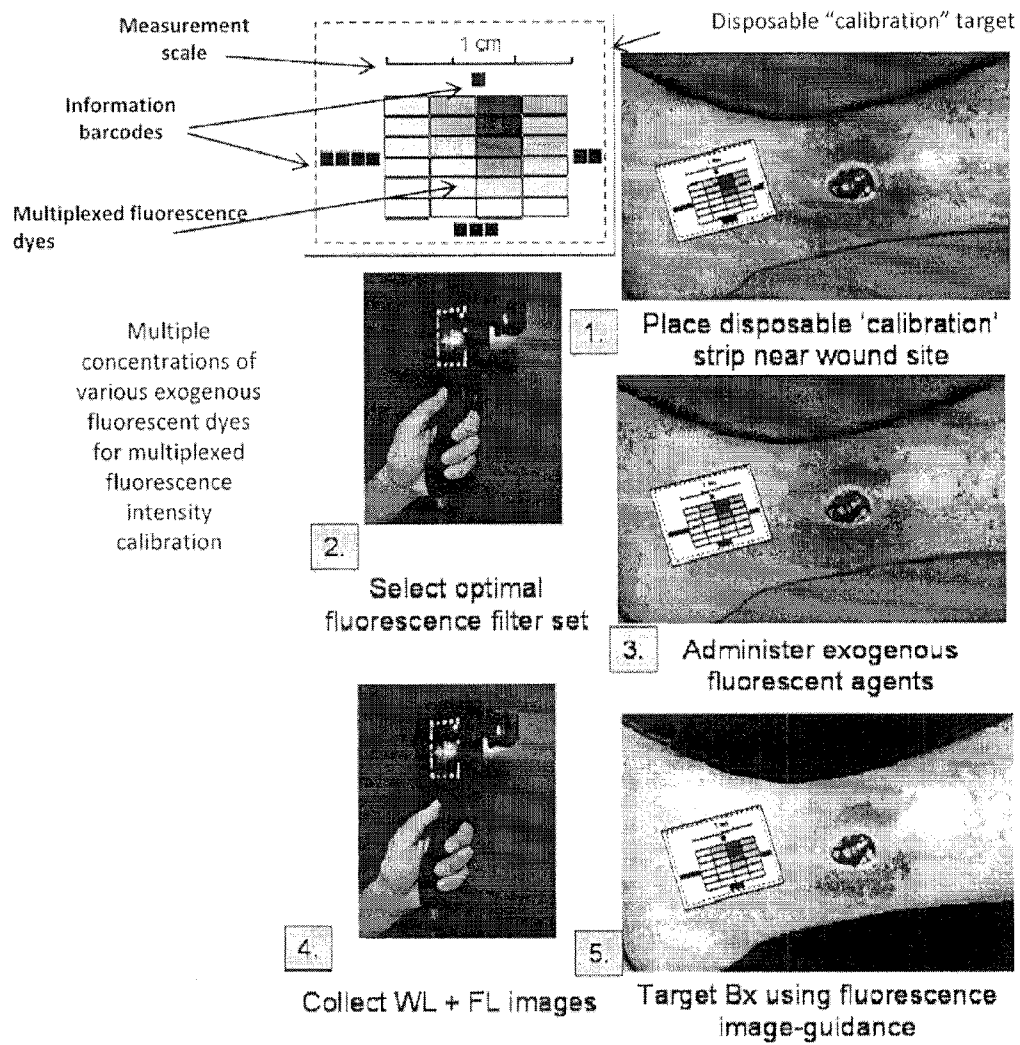 Measurement
scale
1 cm
Disposable “calibration” target
Information
barcodes
Multiplexed fluorescence
dyes
Multiple
concentrations of
various exogenous
fluorescent dyes
for multiplexed
fluorescence
intensity
calibration
1. Place disposable ‘calibration’
strip near wound site
2.
Select optimal
fluorescence filter set
3. Administer exogenous
fluorescent agents
4.
Collect WL + FL images
5.
Target Bx using fluorescence
image-guidance